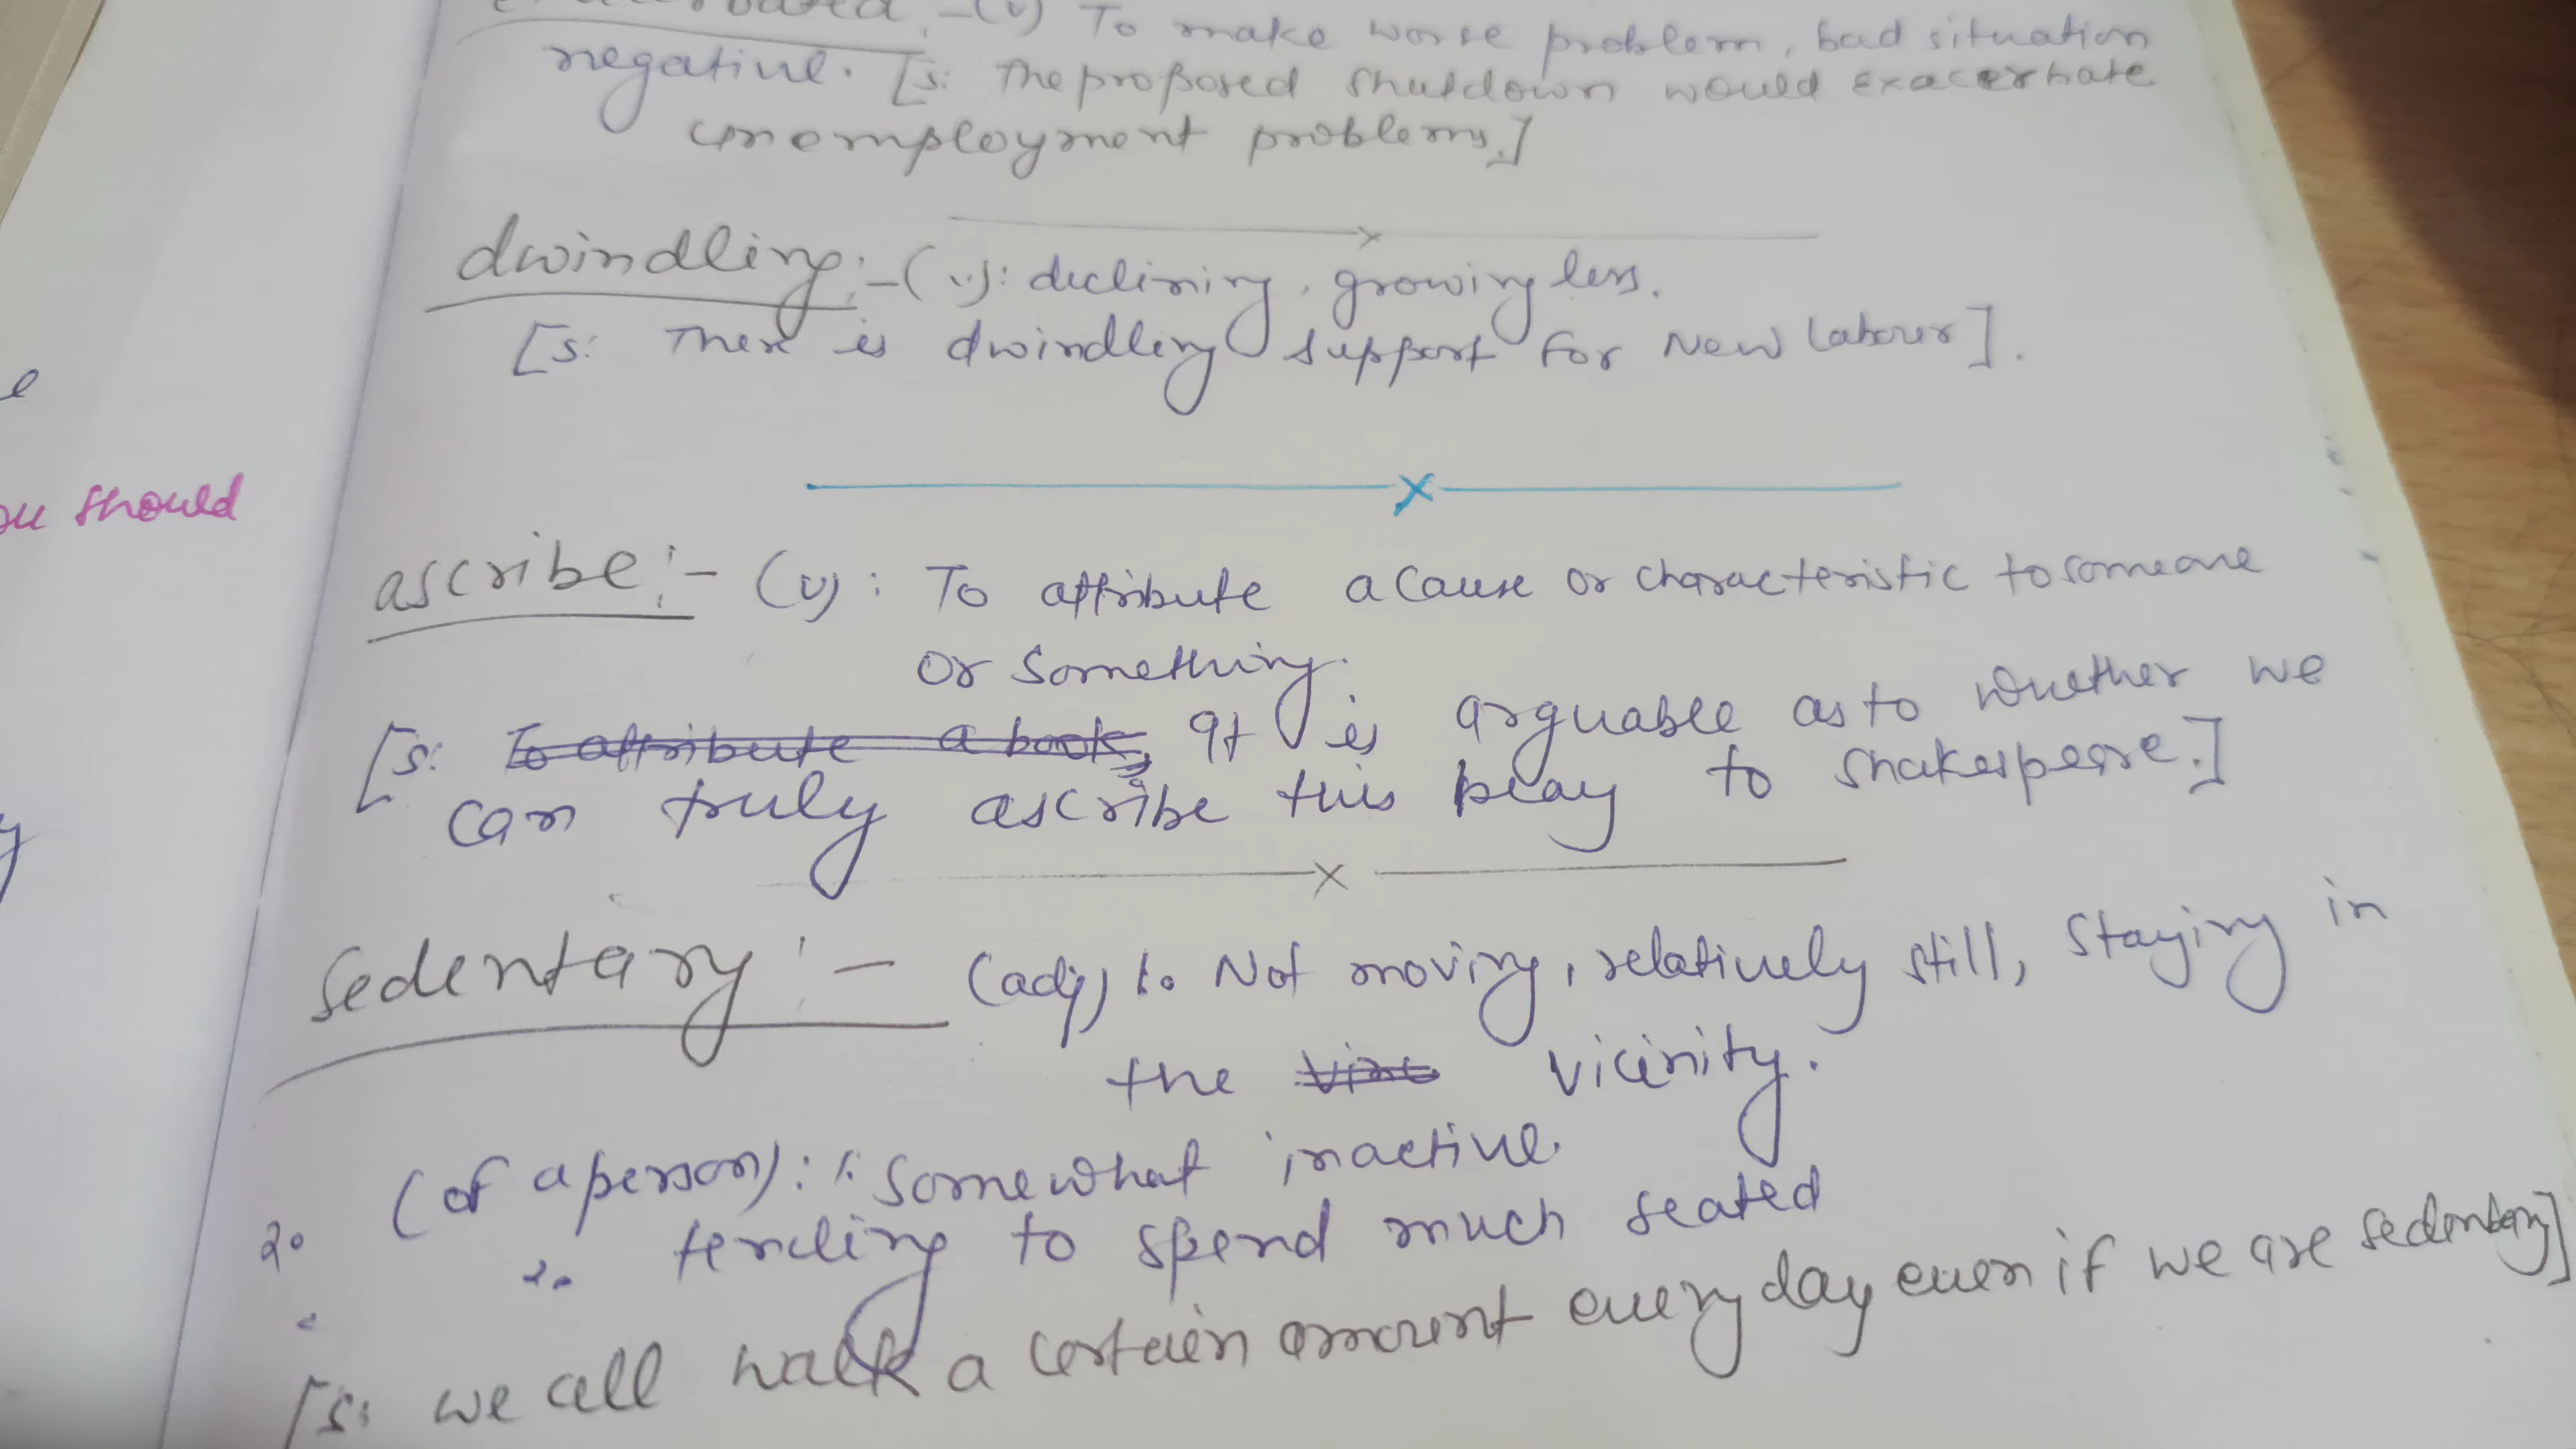 :-(v) To make worse problem, bad situation
negative. [s: The proposed shutdown would exacerbate
unemployment problems.]
dwindling:-(v): declining, growing less.
[s: There is dwindling support for New Labour].
ou should
ascribe:- (v): To attribute a cause or characteristic to someone
or something.
[s: To attribute a book, It is arguable as to whether we
can truly ascribe this play to Shakespeare.]
Sedentary:- (adj) 1. Not moving, relatively still, staying in
the vicinity.
2. (of a person): 1. Somewhat inactive.
2. tending to spend much seated
[s: we all walk a certain amount every day even if we are sedentary]